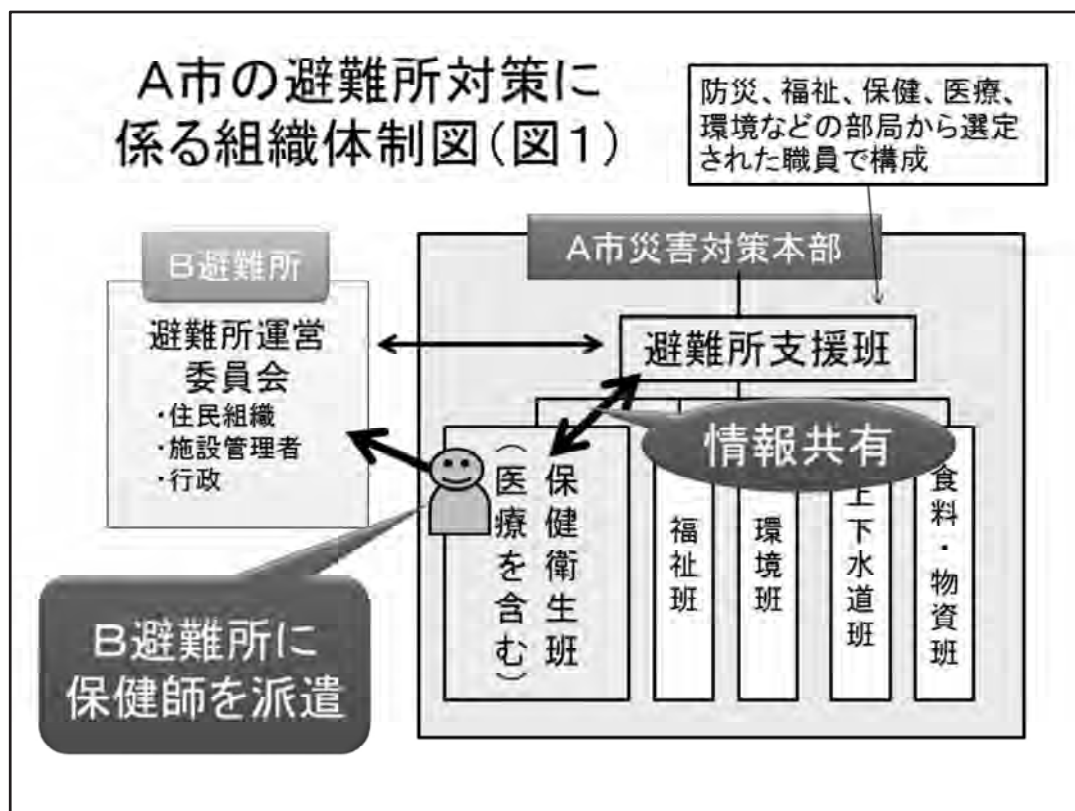 A市の避難所対策に
係る組織体制図(図1)
防災、福祉、保健、医療、
環境などの部局から選定
された職員で構成
A市災害対策本部
B避難所
避難所運営
委員会
・住民組織
・施設管理者
・行政
避難所支援班
情報共有
保健衛生班
(医療を含む)
福祉班
環境班
上下水道班
食料・物資班
B避難所に
保健師を派遣